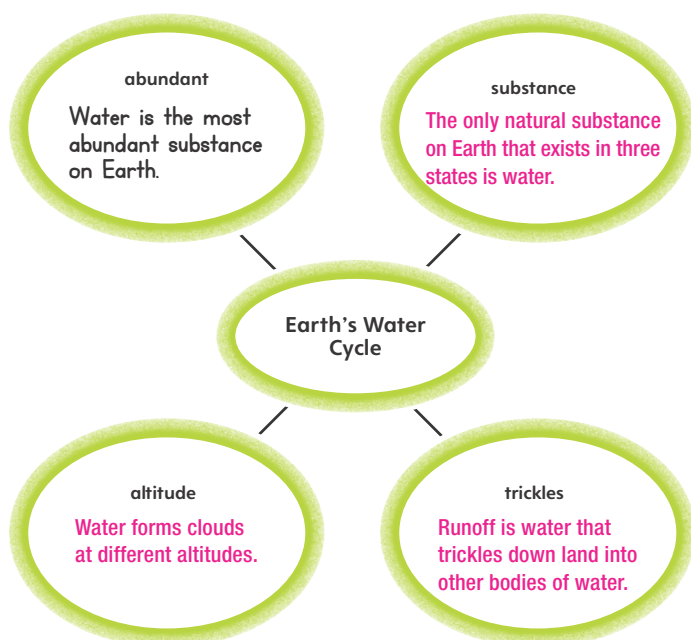 abundant
Water is the most
abundant substance
on Earth.
substance
The only natural substance
on Earth that exists in three
states is water.
Earth's Water
Cycle
altitude
Water forms clouds
at different altitudes.
trickles
Runoff is water that
trickles down land into
other bodies of water.